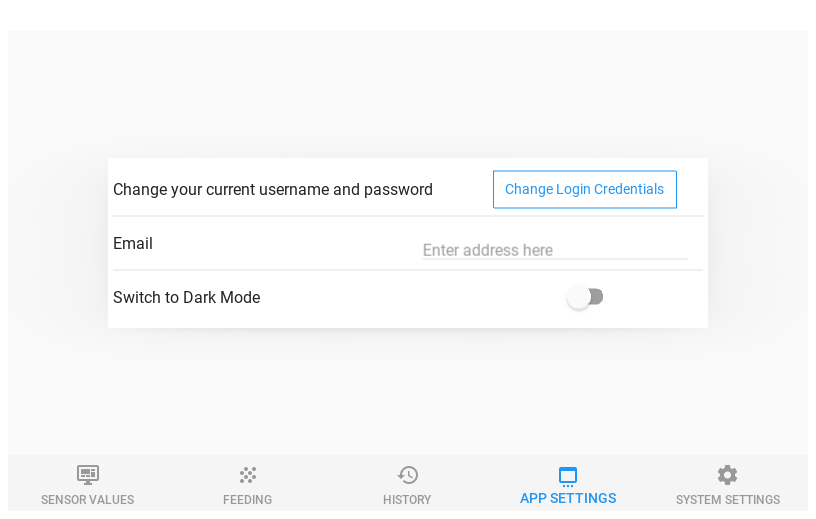 Change your current username and password
Change Login Credentials
Email
Enter address here
Switch to Dark Mode
SENSOR VALUES
FEEDING
HISTORY
APP SETTINGS
SYSTEM SETTINGS